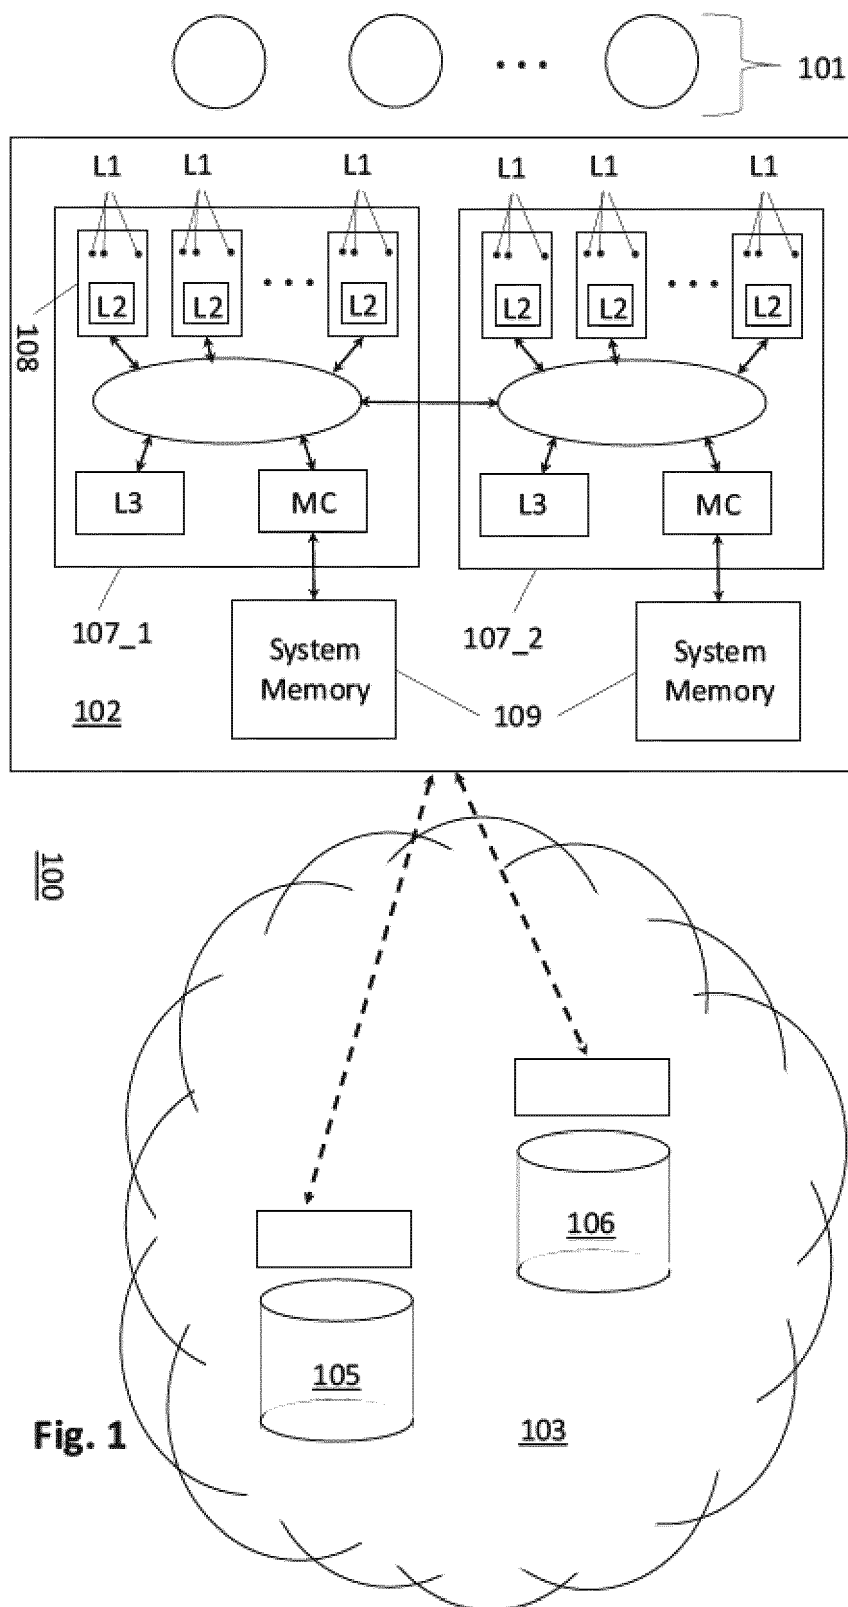 101
L1 L1 L1 L1 L1 L1
L2 L2 L2 L2 L2 L2
108
L3 MC L3 MC
107_1 107_2
System Memory
System Memory
102
109
100
106
105
103
Fig. 1